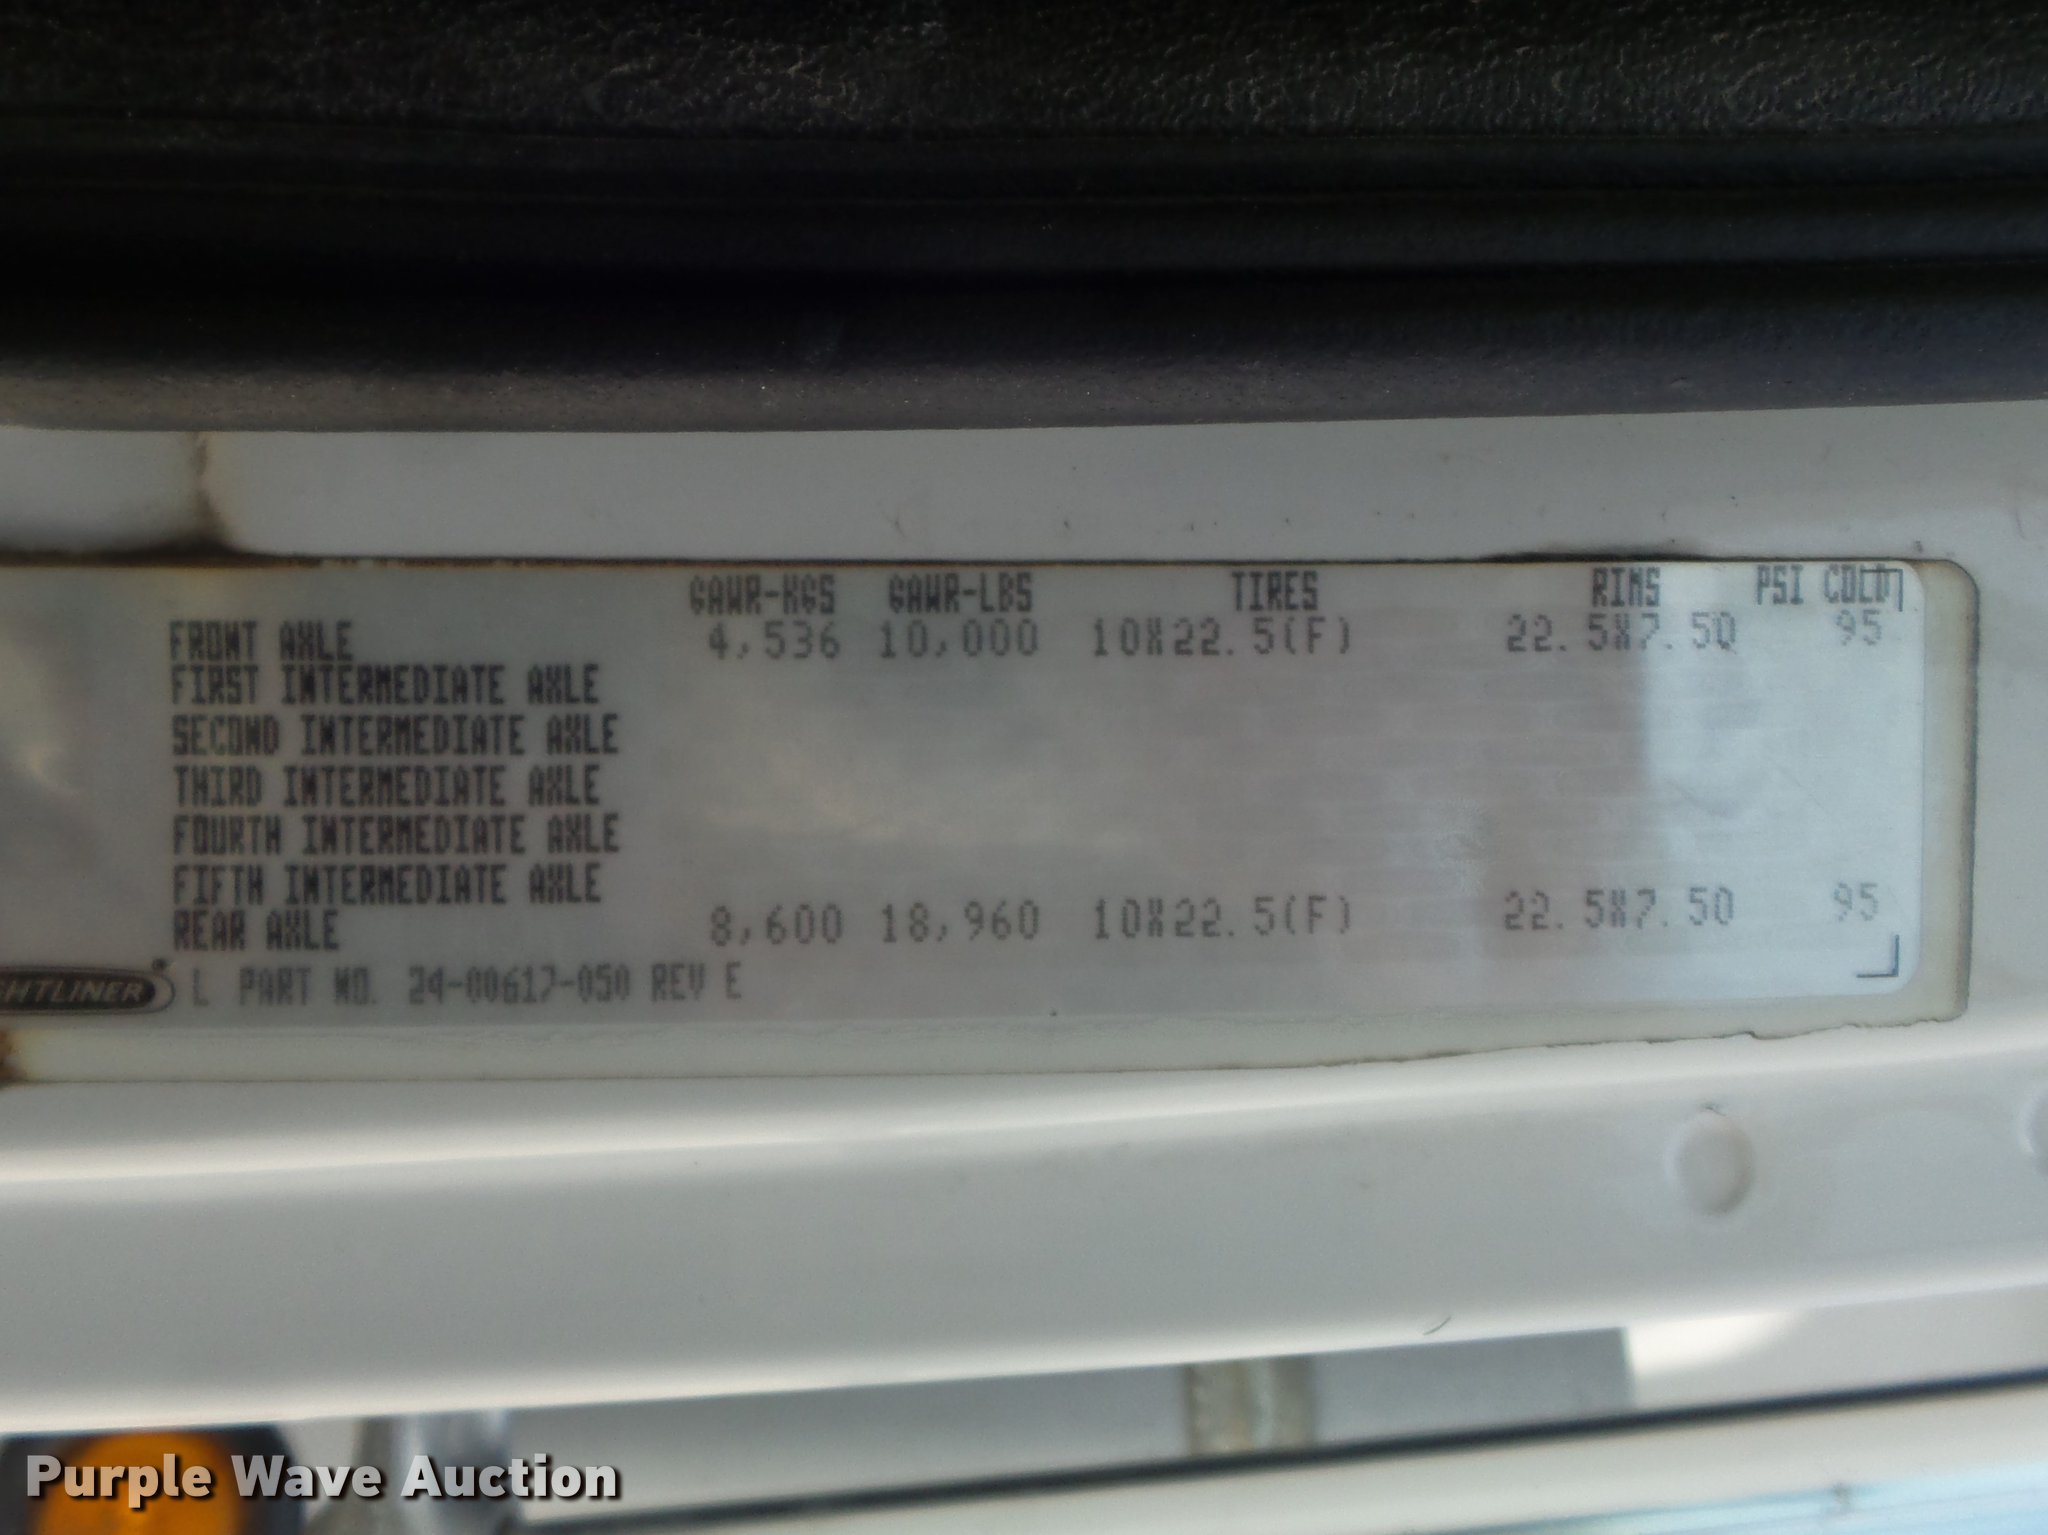 GAWR-KGS GAWR-LBS TIRES RIMS PSI COLD
FRONT AXLE 4,536 10,000 10X22.5(F) 22.5X7.50 95
FIRST INTERMEDIATE AXLE
SECOND INTERMEDIATE AXLE
THIRD INTERMEDIATE AXLE
FOURTH INTERMEDIATE AXLE
FIFTH INTERMEDIATE AXLE
REAR AXLE 8,600 18,960 10X22.5(F) 22.5X7.50 95
GHTLINER L PART NO. 24-00617-050 REV E
Purple Wave Auction